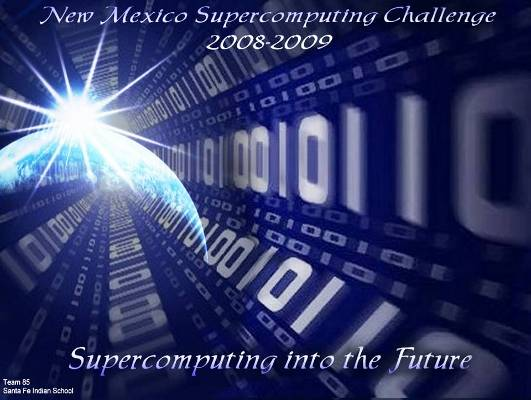 New Mexico Supercomputing Challenge
2008-2009
Supercomputing into the Future
Team 85
Santa Fe Indian School